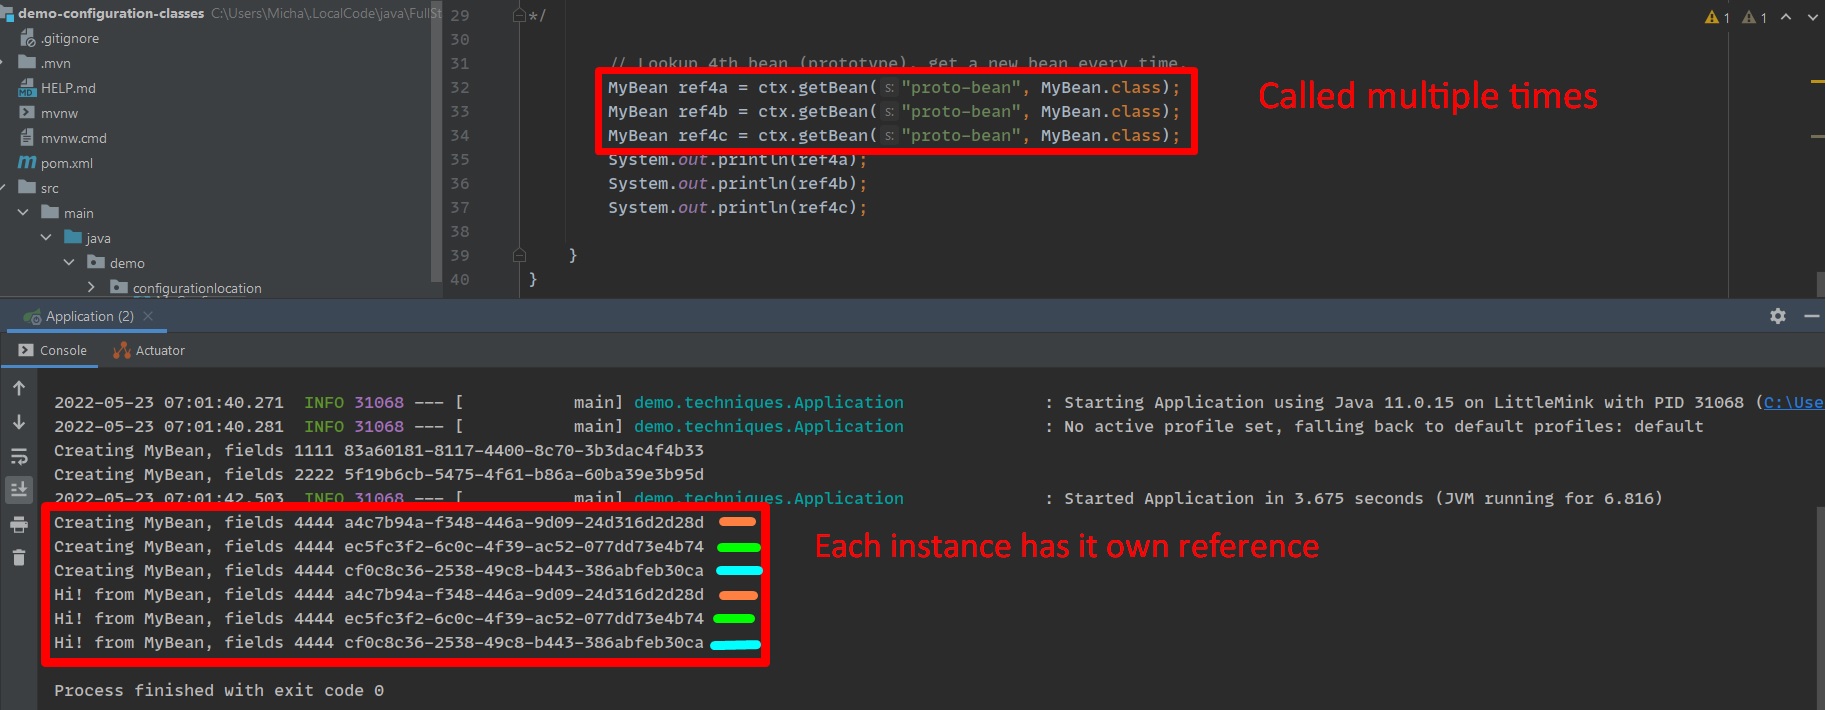 demo-configuration-classes C:\Users\Micha\.LocalCode\java\FullSt
.gitignore
.mvn
HELP.md
mvnw
mvnw.cmd
pom.xml
src
main
java
demo
configurationlocation
29 */
30
31 // Lookup 4th bean (prototype), get a new bean every time.
32 MyBean ref4a = ctx.getBean( s: "proto-bean", MyBean.class);
33 MyBean ref4b = ctx.getBean( s: "proto-bean", MyBean.class);
34 MyBean ref4c = ctx.getBean( s: "proto-bean", MyBean.class);
35 System.out.println(ref4a);
36 System.out.println(ref4b);
37 System.out.println(ref4c);
38
39 }
40 }
1 1
Called multiple times
Application (2)
Console Actuator
2022-05-23 07:01:40.271 INFO 31068 --- [ main] demo.techniques.Application : Starting Application using Java 11.0.15 on LittleMink with PID 31068 (C:\Use
2022-05-23 07:01:40.281 INFO 31068 --- [ main] demo.techniques.Application : No active profile set, falling back to default profiles: default
Creating MyBean, fields 1111 83a60181-8117-4400-8c70-3b3dac4f4b33
Creating MyBean, fields 2222 5f19b6cb-5475-4f61-b86a-60ba39e3b95d
2022-05-23 07:01:42.503 INFO 31068 --- [ main] demo.techniques.Application : Started Application in 3.675 seconds (JVM running for 6.816)
Creating MyBean, fields 4444 a4c7b94a-f348-446a-9d09-24d316d2d28d
Creating MyBean, fields 4444 ec5fc3f2-6c0c-4f39-ac52-077dd73e4b74
Creating MyBean, fields 4444 cf0c8c36-2538-49c8-b443-386abfeb30ca
Hi! from MyBean, fields 4444 a4c7b94a-f348-446a-9d09-24d316d2d28d
Hi! from MyBean, fields 4444 ec5fc3f2-6c0c-4f39-ac52-077dd73e4b74
Hi! from MyBean, fields 4444 cf0c8c36-2538-49c8-b443-386abfeb30ca
Each instance has it own reference
Process finished with exit code 0